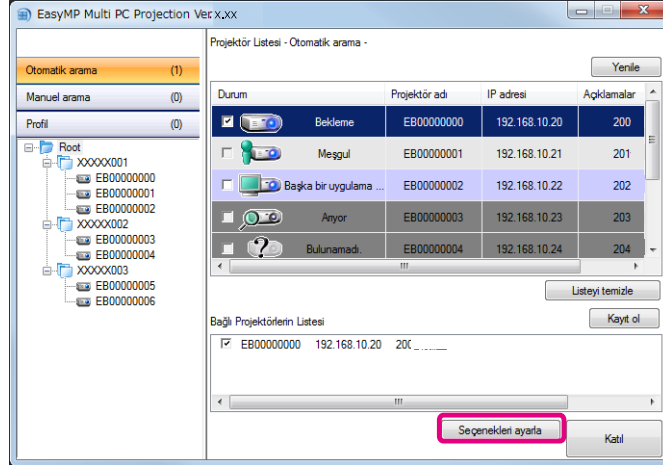 EasyMP Multi PC Projection Ver.x.xx
Projektör Listesi - Otomatik arama -
Yenile
Otomatik arama (1)
Manuel arama (0)
Profil (0)
Root
XXXXX001
EB00000000
EB00000001
EB00000002
XXXXX002
EB00000003
EB00000004
XXXXX003
EB00000005
EB00000006
Durum Projektör adı IP adresi Açıklamalar
Bekleme EB00000000 192.168.10.20 200
Meşgul EB00000001 192.168.10.21 201
Başka bir uygulama ... EB00000002 192.168.10.22 202
Arıyor EB00000003 192.168.10.23 203
Bulunamadı. EB00000004 192.168.10.24 204
Listeyi temizle
Bağlı Projektörlerin Listesi
Kayıt ol
EB00000000 192.168.10.20 200
Seçenekleri ayarla
Katıl